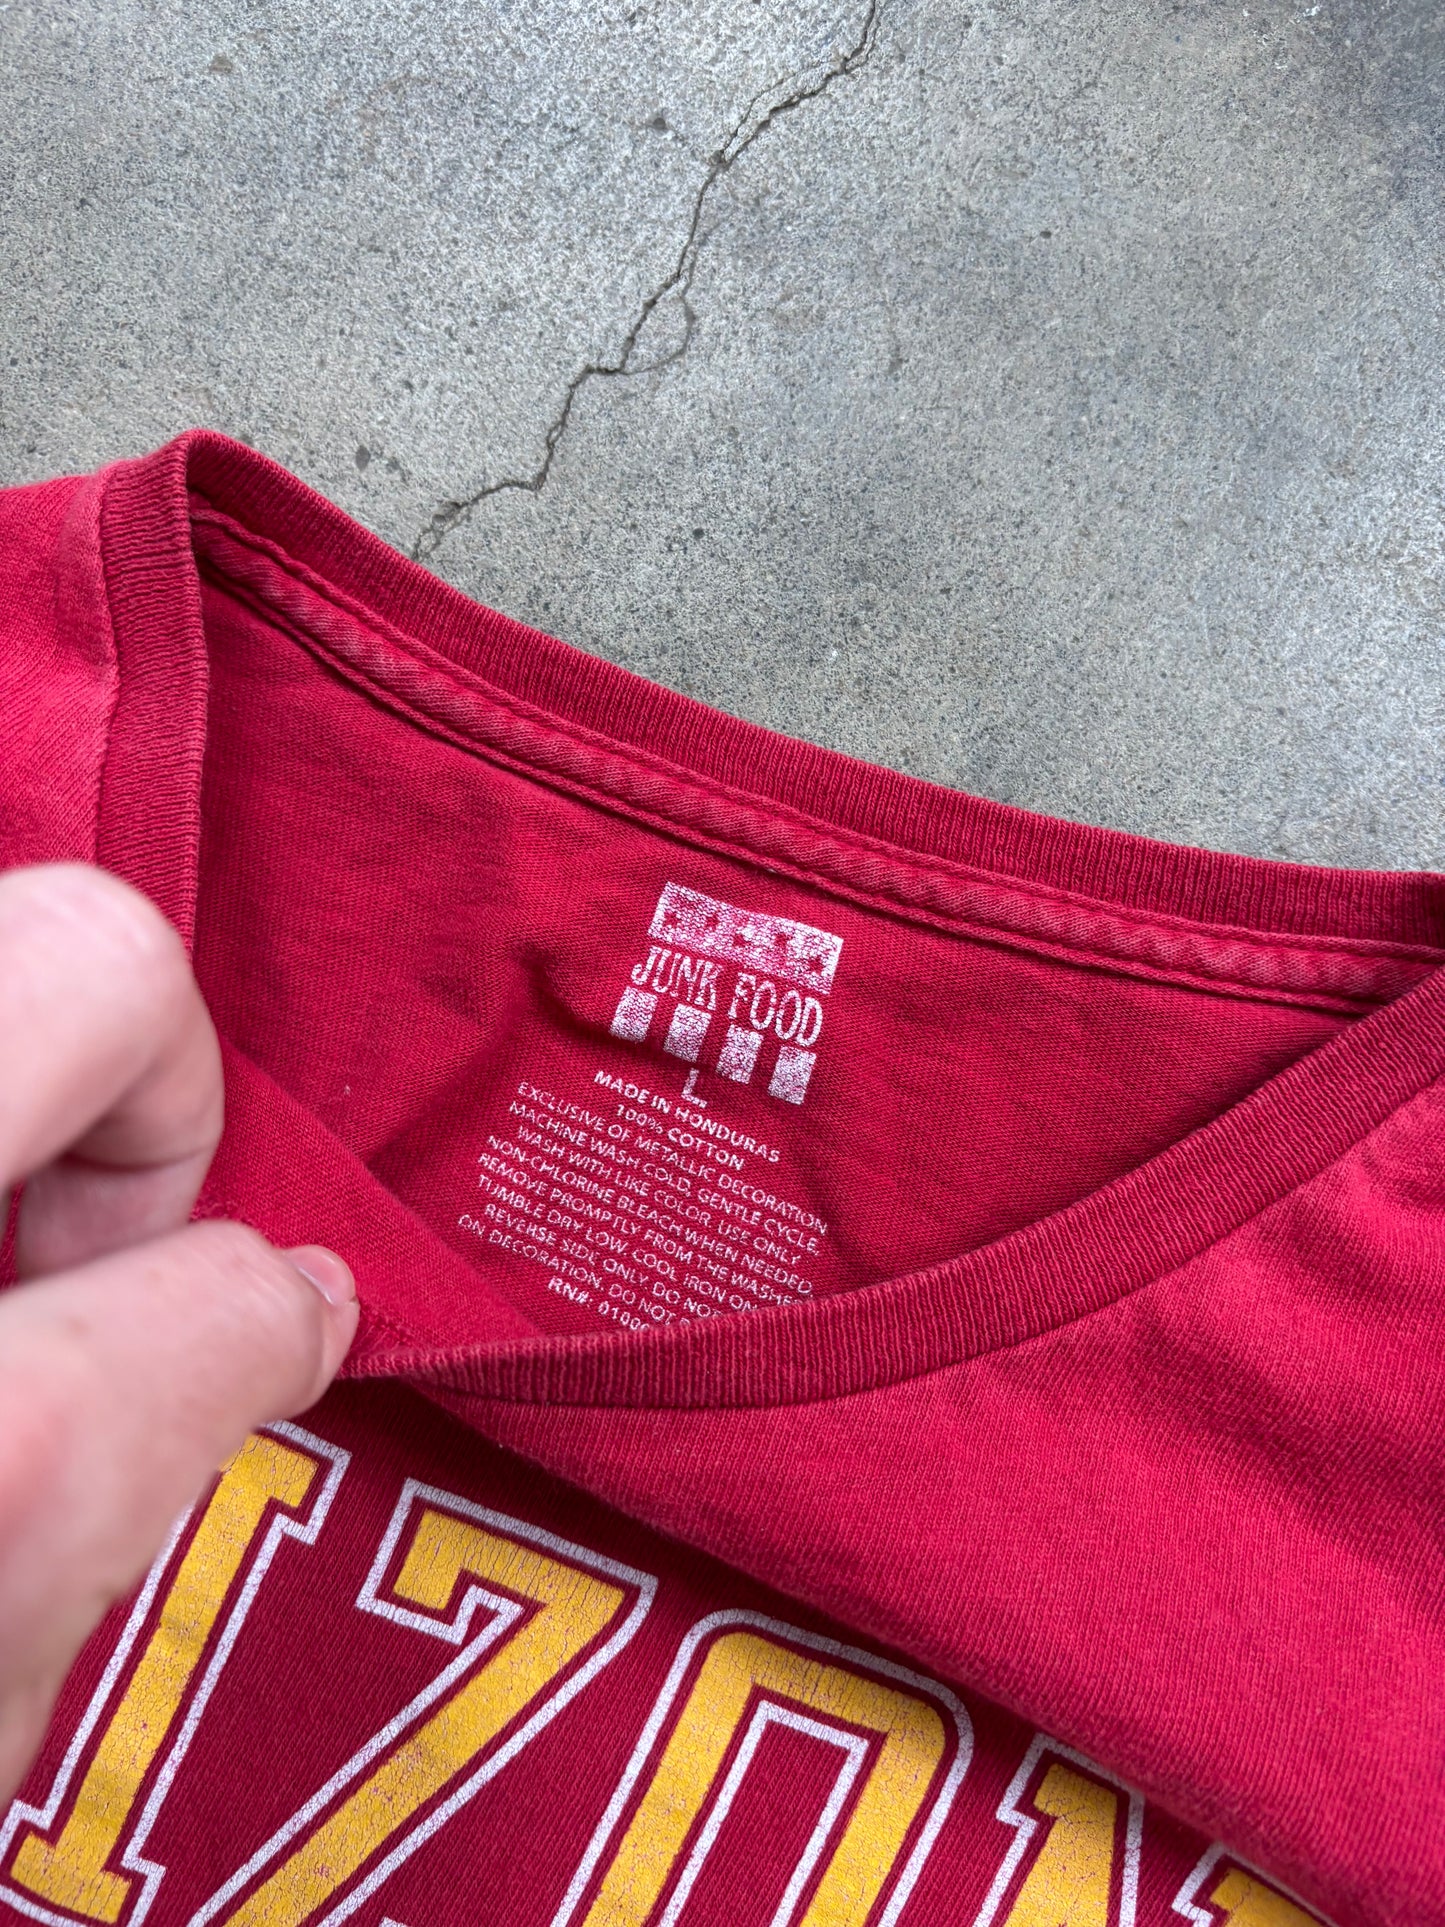 JUNK FOOD
L.
MADE IN HONDURAS
100% COTTON
EXCLUSIVE OF METALLIC DECORATION
MACHINE WASH COLD, GENTLE CYCLE.
WASH WITH LIKE COLOR. USE ONLY
NON-CHLORINE BLEACH WHEN NEEDED.
REMOVE PROMPTLY FROM THE WASHER
TUMBLE DRY LOW. COOL IRON ON
REVERSE SIDE ONLY. DO NOT
ON DECORATION. DO NOT
RN#:
IZON